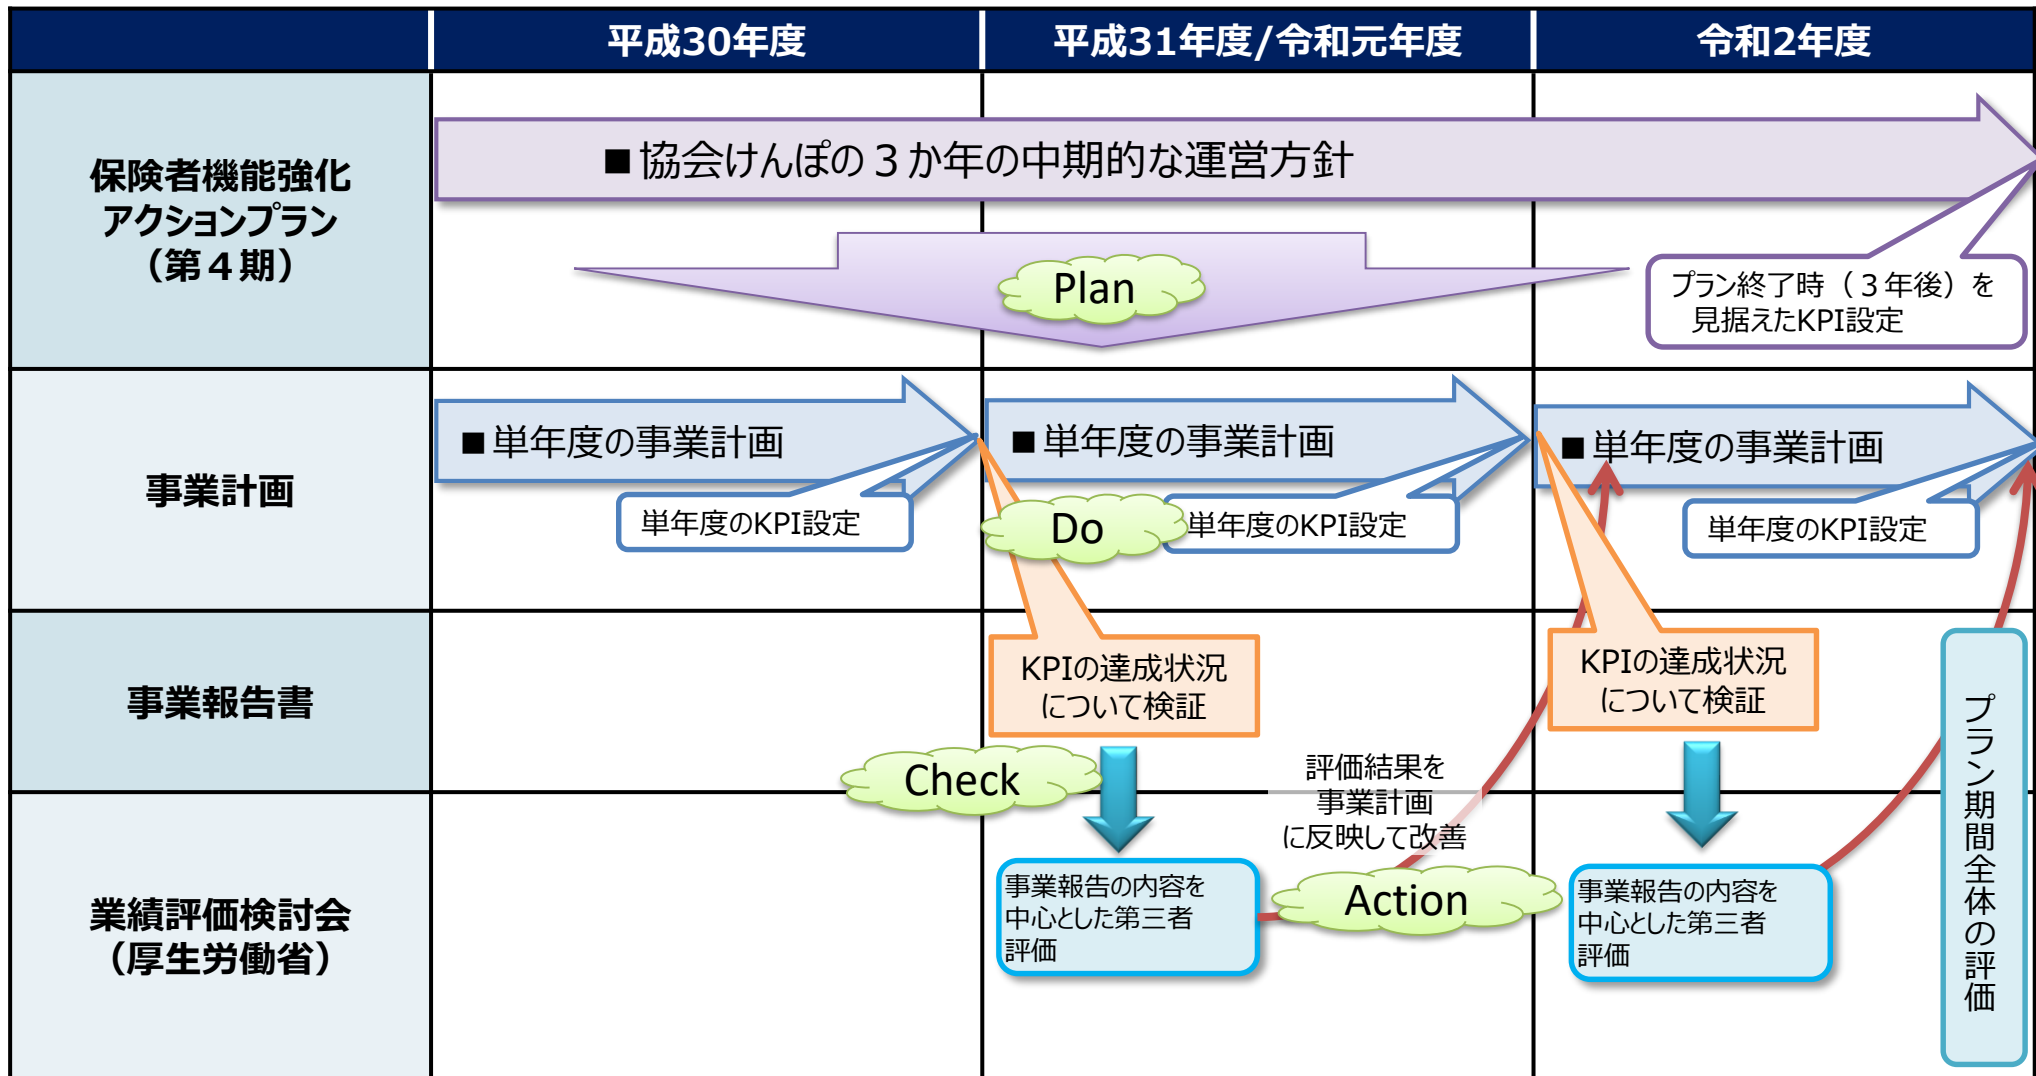 平成30年度
平成31年度/令和元年度
令和2年度
保険者機能強化
アクションプラン
（第４期）
■協会けんぽの３か年の中期的な運営方針
Plan
プラン終了時（３年後）を
見据えたKPI設定
事業計画
■単年度の事業計画
単年度のKPI設定
■単年度の事業計画
Do
単年度のKPI設定
■単年度の事業計画
単年度のKPI設定
事業報告書
KPIの達成状況
について検証
KPIの達成状況
について検証
Check
評価結果を
事業計画
に反映して改善
プラン期間全体の評価
業績評価検討会
（厚生労働省）
事業報告の内容を
中心とした第三者
評価
Action
事業報告の内容を
中心とした第三者
評価